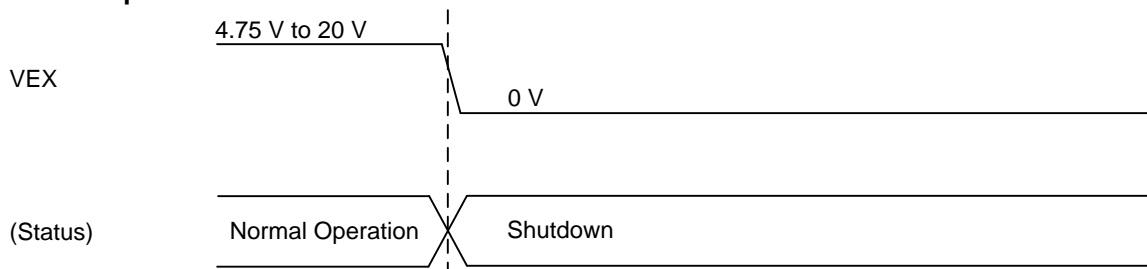 4.75 V to 20 V
VEX
0 V
(Status)
Normal Operation
Shutdown